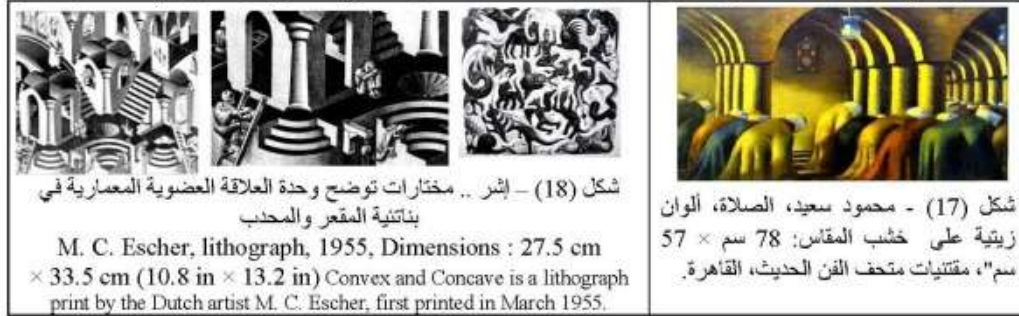 شكل (17) - محمود سعيد، الصلاة، ألوان
زيتية على خشب المقاس: 78 سم × 57
سم"، مقتنيات متحف الفن الحديث، القاهرة.
شكل (18) – إشر .. مختارات توضح وحدة العلاقة العضوية المعمارية في
بناتئية المقعر والمحدب
M. C. Escher, lithograph, 1955, Dimensions : 27.5 cm
× 33.5 cm (10.8 in × 13.2 in) Convex and Concave is a lithograph
print by the Dutch artist M. C. Escher, first printed in March 1955.